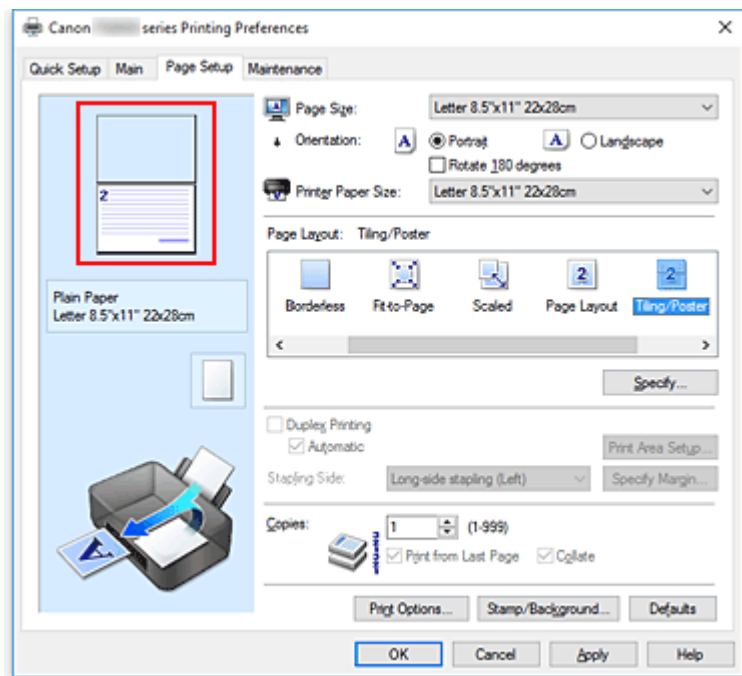 Canon series Printing Preferences
Quick Setup Main Page Setup Maintenance
2
Plain Paper
Letter 8.5"x11" 22x28cm
A
Page Size: Letter 8.5"x11" 22x28cm
Orientation: A Portrait A Landscape
Rotate 180 degrees
Printer Paper Size: Letter 8.5"x11" 22x28cm
Page Layout: Tiling/Poster
2 2
Borderless Fit-to-Page Scaled Page Layout Tiling/Poster
Specify...
Duplex Printing
Automatic Print Area Setup...
Stapling Side: Long-side stapling (Left) Specify Margin...
Copies: 1 (1-999)
Print from Last Page Collate
Print Options... Stamp/Background... Defaults
OK Cancel Apply Help